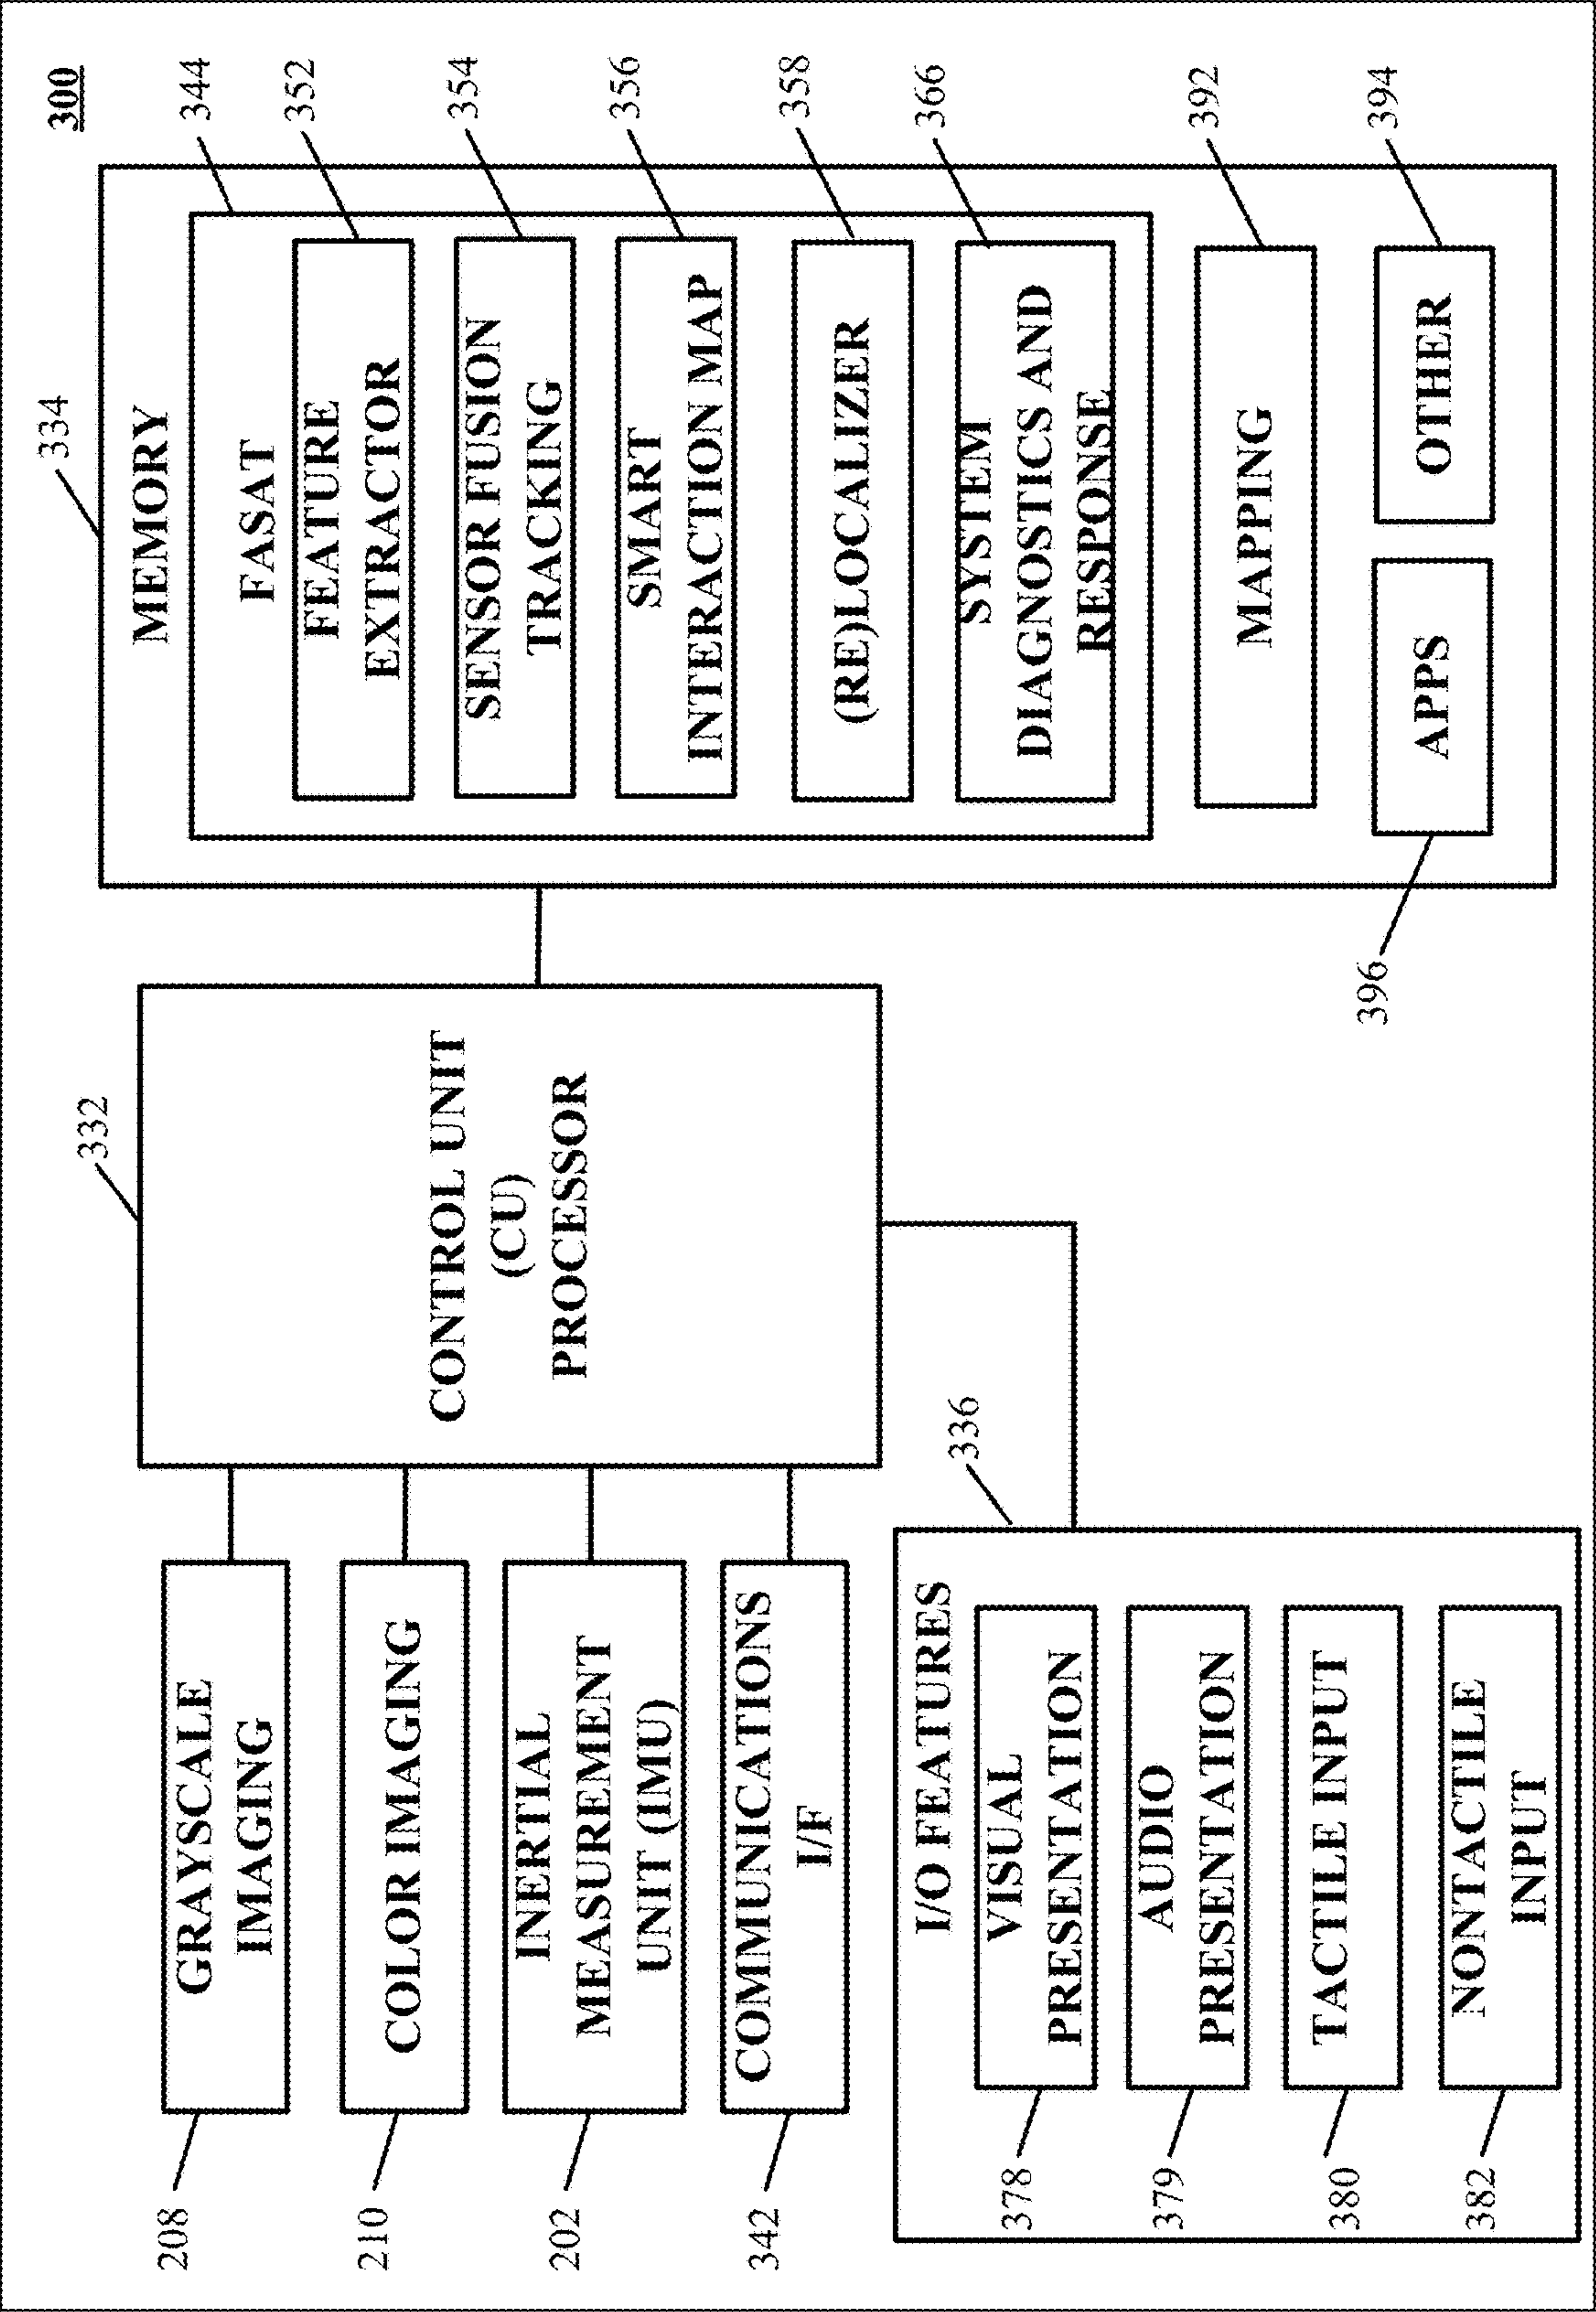 300
334
MEMORY
344
FASAT
352
FEATURE
EXTRACTOR
354
SENSOR FUSION
TRACKING
356
SMART
INTERACTION MAP
358
(RE)LOCALIZER
366
SYSTEM
DIAGNOSTICS AND
RESPONSE
392
MAPPING
396
APPS
394
OTHER
332
CONTROL UNIT
(CU)
PROCESSOR
208
GRAYSCALE
IMAGING
210
COLOR IMAGING
202
INERTIAL
MEASUREMENT
UNIT (IMU)
342
COMMUNICATIONS
I/F
336
I/O FEATURES
378
VISUAL
PRESENTATION
379
AUDIO
PRESENTATION
380
TACTILE INPUT
382
NONTACTILE
INPUT